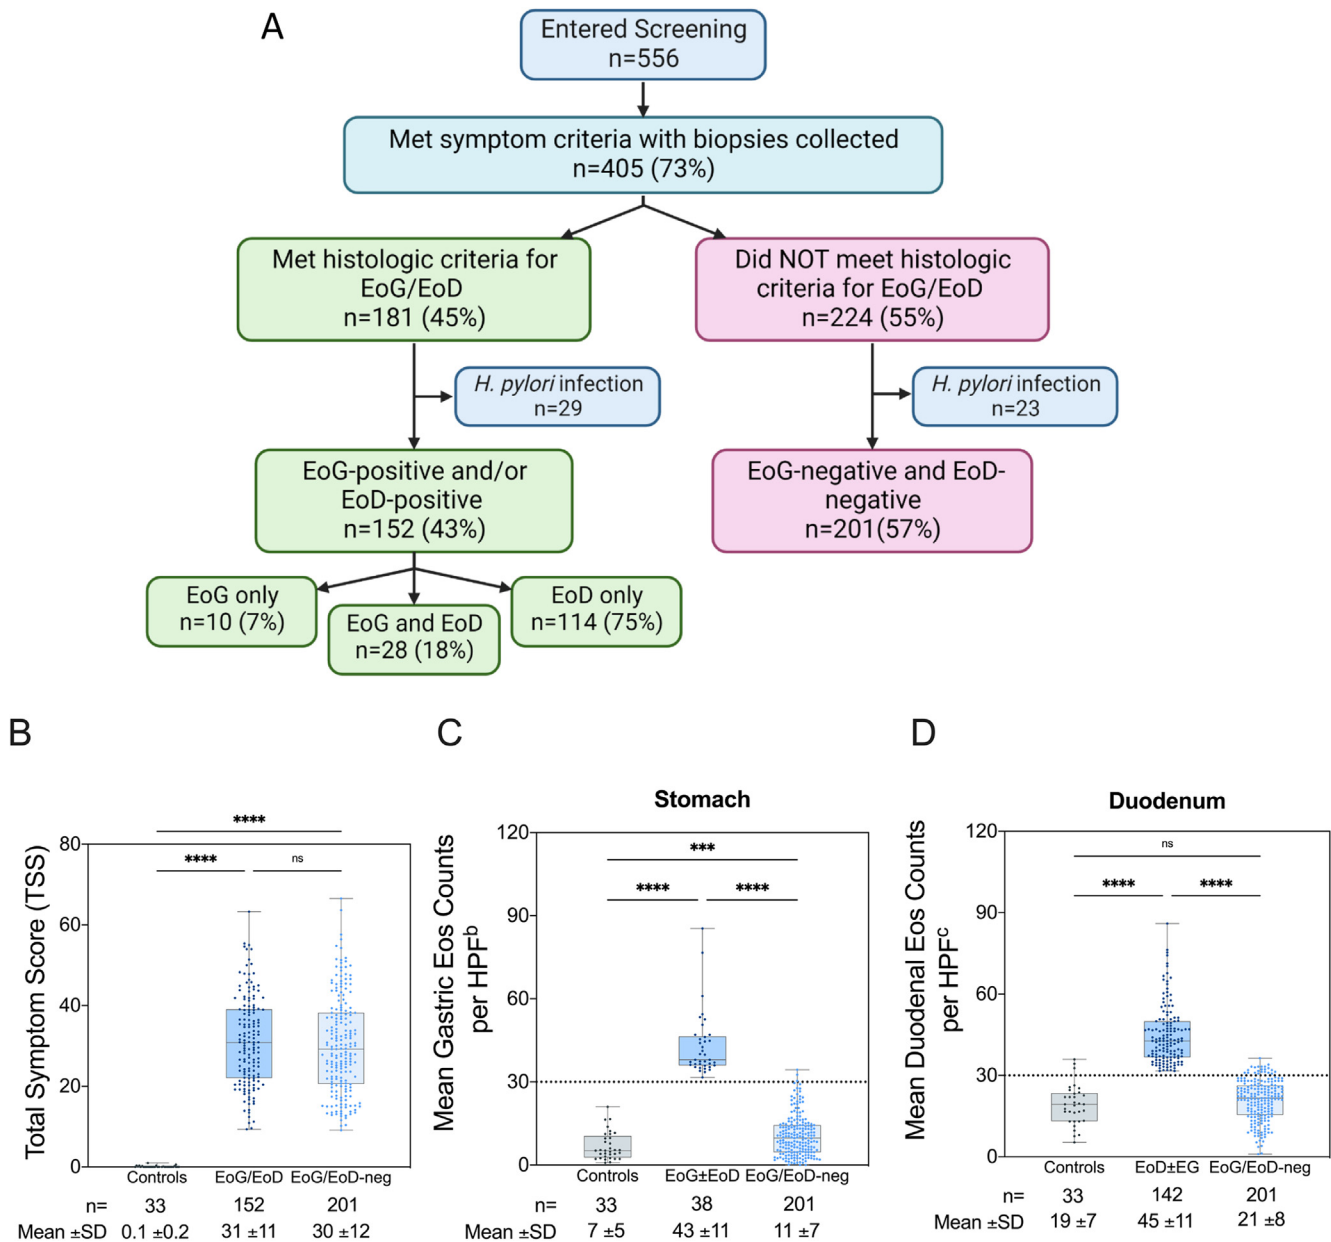 A
Entered Screening
n=556
Met symptom criteria with biopsies collected
n=405 (73%)
Met histologic criteria for
EoG/EoD
n=181 (45%)
Did NOT meet histologic
criteria for EoG/EoD
n=224 (55%)
H. pylori infection
n=29
H. pylori infection
n=23
EoG-positive and/or
EoD-positive
n=152 (43%)
EoG-negative and EoD-
negative
n=201(57%)
EoG only
n=10 (7%)
EoG and EoD
n=28 (18%)
EoD only
n=114 (75%)
B
Total Symptom Score (TSS)
80
60
40
20
0
****
****
ns
Controls EoG/EoD EoG/EoD-neg
n= 33 152 201
Mean ±SD 0.1 ±0.2 31 ±11 30 ±12
C
Stomach
Mean Gastric Eos Counts
per HPFb
120
90
60
30
0
***
****
****
Controls EoG±EoD EoG/EoD-neg
n= 33 38 201
Mean ±SD 7 ±5 43 ±11 11 ±7
D
Duodenum
Mean Duodenal Eos Counts
per HPFc
120
90
60
30
0
ns
****
****
Controls EoD±EG EoG/EoD-neg
n= 33 142 201
Mean ±SD 19 ±7 45 ±11 21 ±8